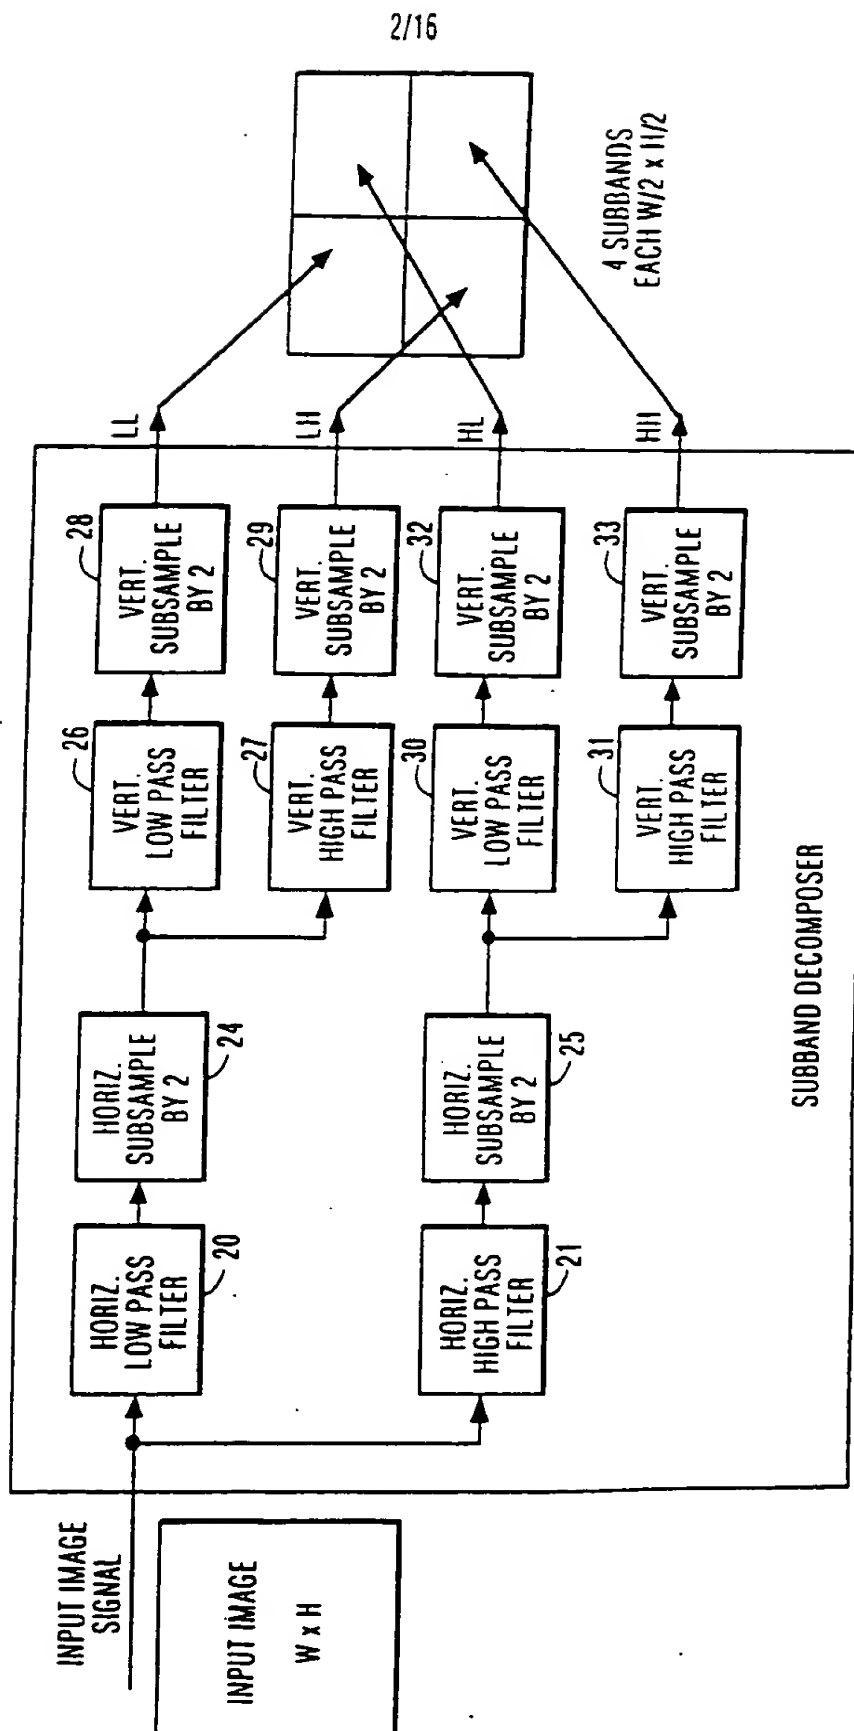 2/16
INPUT IMAGE
SIGNAL
INPUT IMAGE
W x H
HORIZ.
LOW PASS
FILTER
20
HORIZ.
SUBSAMPLE
BY 2
24
VERT.
LOW PASS
FILTER
26
VERT.
SUBSAMPLE
BY 2
28
LL
VERT.
HIGH PASS
FILTER
27
VERT.
SUBSAMPLE
BY 2
29
LH
HORIZ.
HIGH PASS
FILTER
21
HORIZ.
SUBSAMPLE
BY 2
25
VERT.
LOW PASS
FILTER
30
VERT.
SUBSAMPLE
BY 2
32
HL
VERT.
HIGH PASS
FILTER
31
VERT.
SUBSAMPLE
BY 2
33
HH
4 SUBBANDS
EACH W/2 x H/2
SUBBAND DECOMPOSER